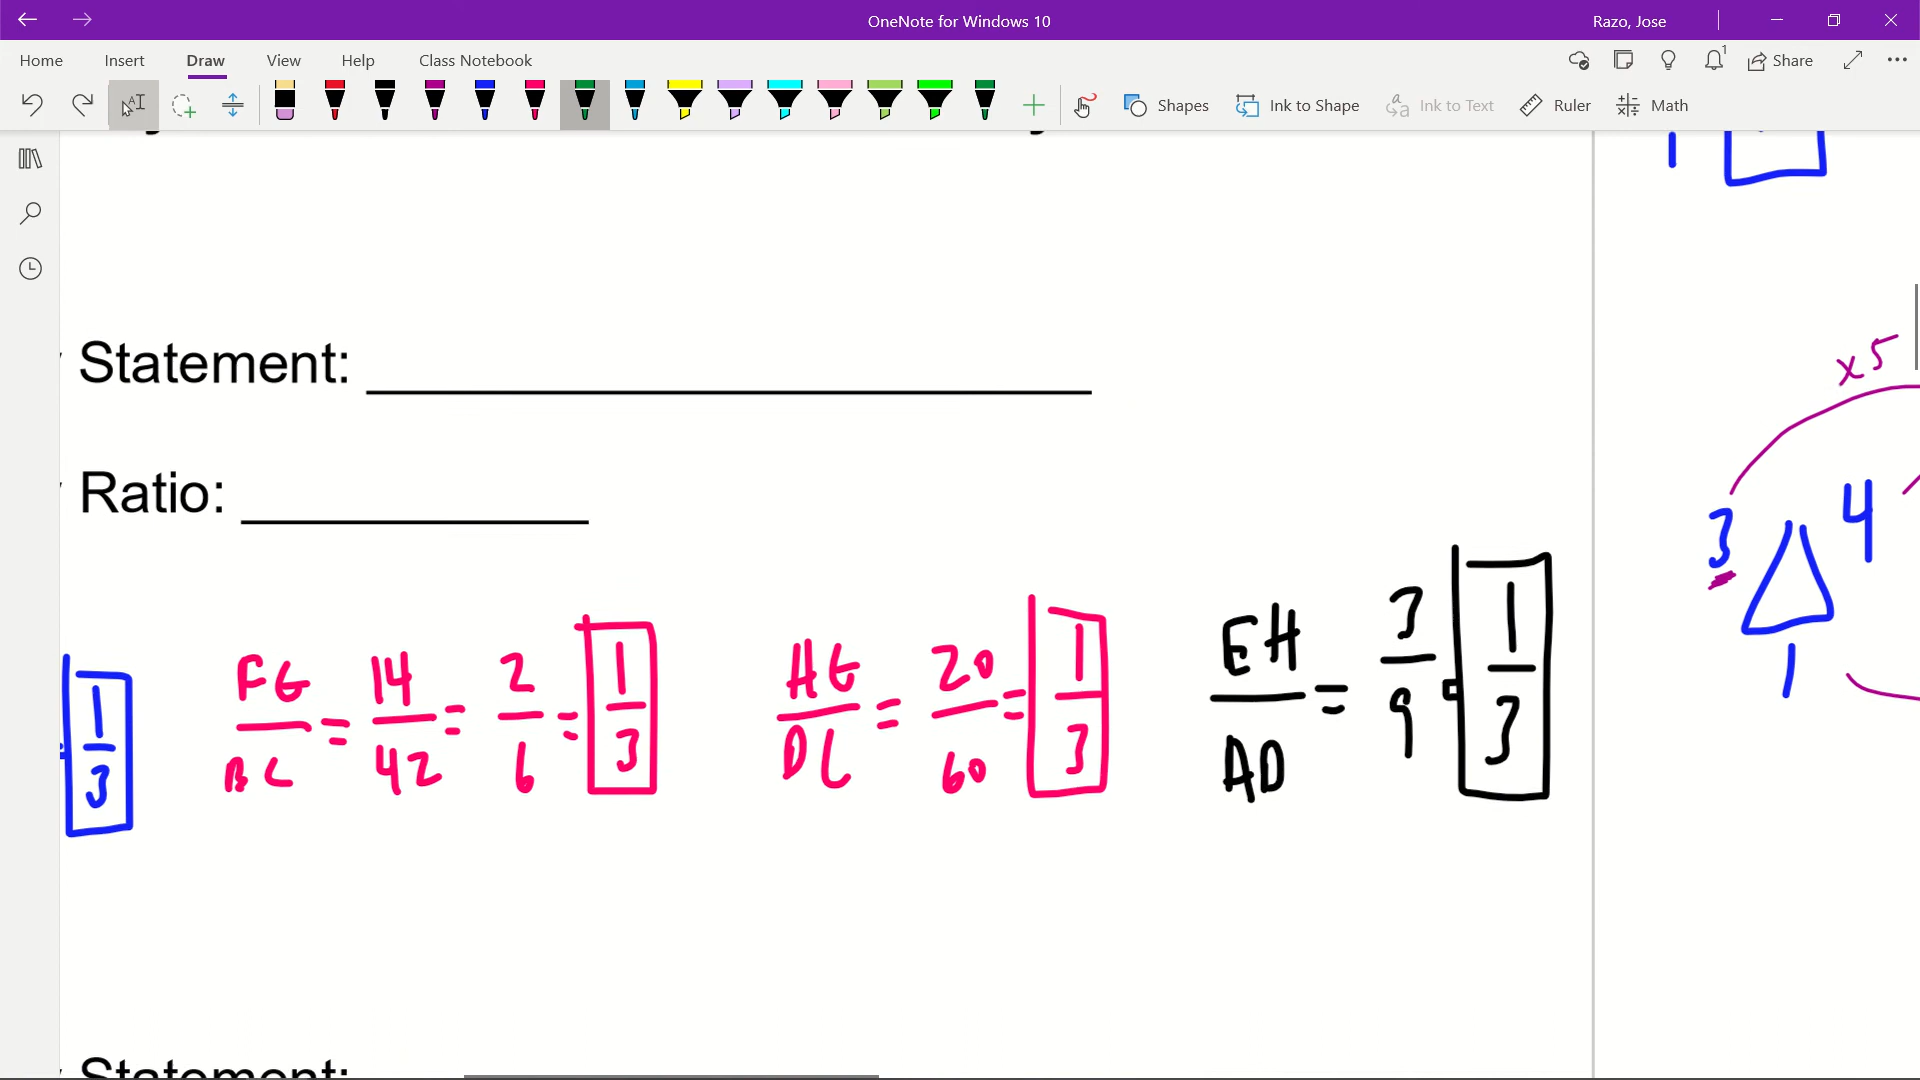 OneNote for Windows 10
Razo, Jose
Home Insert Draw View Help Class Notebook
1
Share
Shapes Ink to Shape Ink to Text Ruler Math
1
Statement:
x5
Ratio:
3 4
1
1/3
FG/BC = 14/42 = 2/6 = 1/3
HG/DC = 20/60 = 1/3
EH/AD = 3/9 = 1/3
Statement: